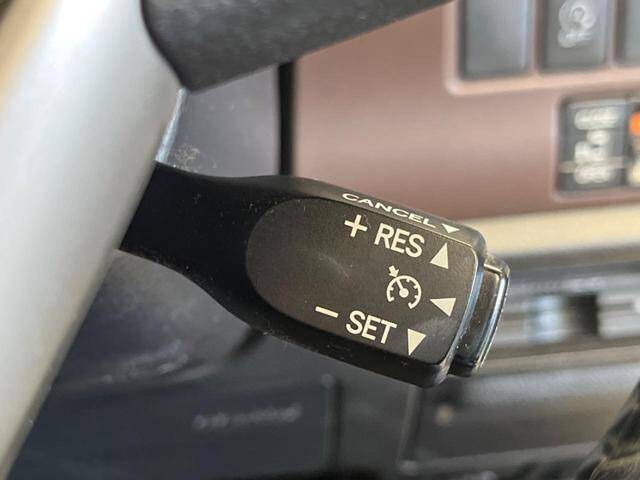 CANCEL ▼
+ RES ▲
◀
− SET ▼